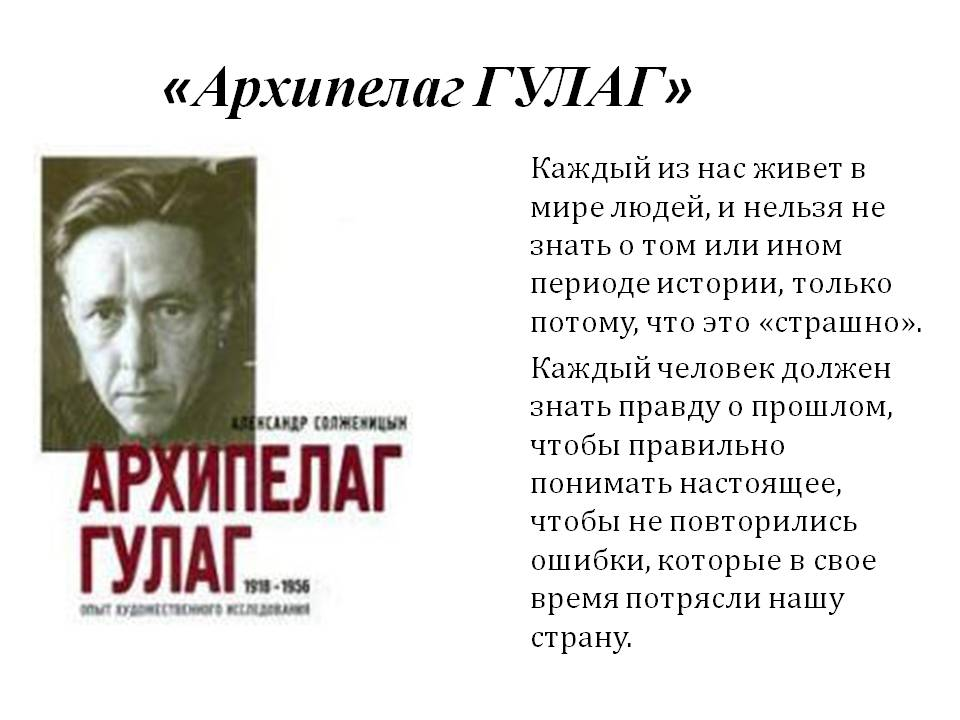 «Архипелаг ГУЛАГ»
Каждый из нас живет в
мире людей, и нельзя не
знать о том или ином
периоде истории, только
потому, что это «страшно».
Каждый человек должен
знать правду о прошлом,
чтобы правильно
понимать настоящее,
чтобы не повторились
ошибки, которые в свое
время потрясли нашу
страну.
АЛЕКСАНДР СОЛЖЕНИЦЫН
АРХИПЕЛАГ
ГУЛАГ 1918 - 1956
ОПЫТ ХУДОЖЕСТВЕННОГО ИССЛЕДОВАНИЯ